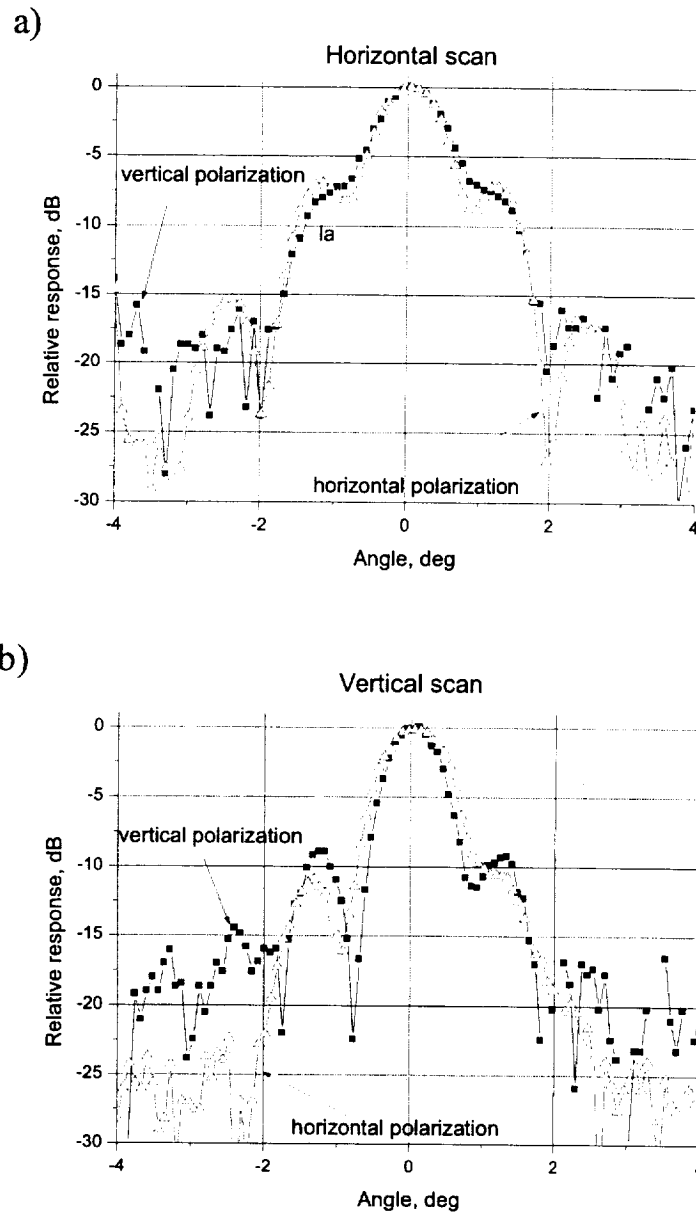 a)
Horizontal scan
0
-5
-10
-15
-20
-25
-30
Relative response, dB
vertical polarization
la
horizontal polarization
-4
-2
0
2
4
Angle, deg
b)
Vertical scan
0
-5
-10
-15
-20
-25
-30
Relative response, dB
vertical polarization
horizontal polarization
-4
-2
0
2
4
Angle, deg